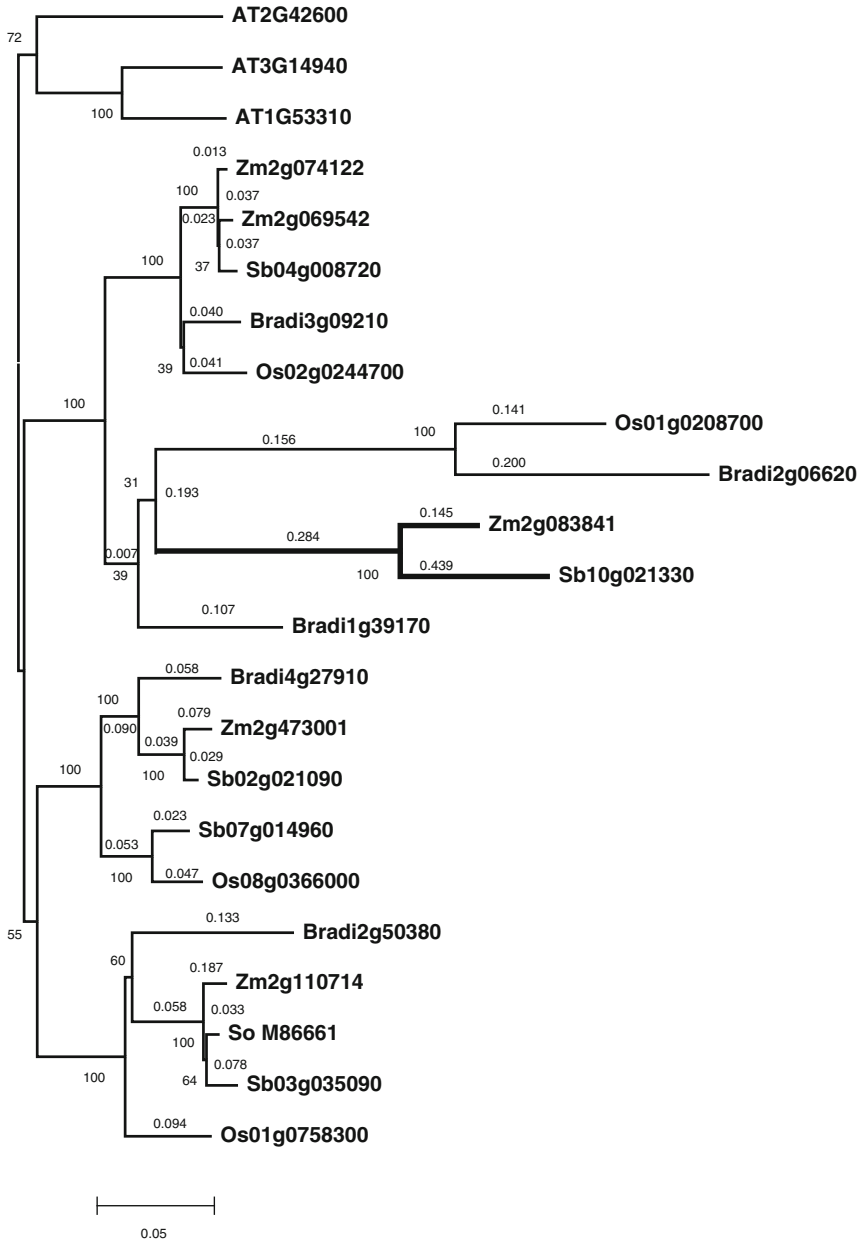 AT2G42600
72
AT3G14940
100
AT1G53310
0.013
Zm2g074122
100
0.037
0.023
Zm2g069542
0.037
100
37
Sb04g008720
0.040
Bradi3g09210
39
0.041
Os02g0244700
100
0.141
Os01g0208700
0.156
100
0.200
Bradi2g06620
31
0.193
0.145
Zm2g083841
0.284
0.007
39
100
0.439
Sb10g021330
0.107
Bradi1g39170
0.058
Bradi4g27910
100
0.090
0.079
Zm2g473001
0.039
0.029
100
100
Sb02g021090
0.023
Sb07g014960
0.053
100
0.047
Os08g0366000
0.133
Bradi2g50380
55
60
0.187
Zm2g110714
0.058
0.033
So M86661
100
0.078
64
Sb03g035090
100
0.094
Os01g0758300
0.05